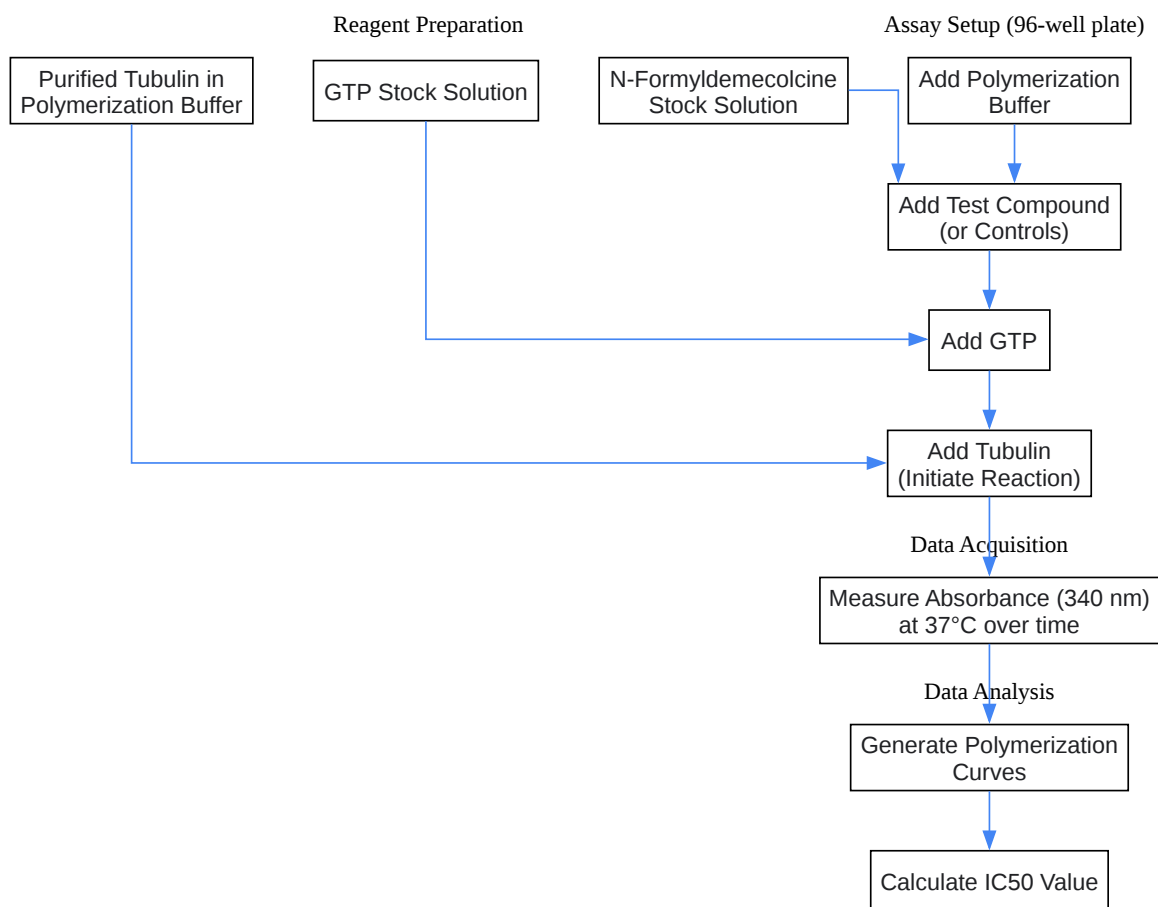 Reagent Preparation
Assay Setup (96-well plate)
Purified Tubulin in
Polymerization Buffer
GTP Stock Solution
N-Formyldemecolcine
Stock Solution
Add Polymerization
Buffer
Add Test Compound
(or Controls)
Add GTP
Add Tubulin
(Initiate Reaction)
Data Acquisition
Measure Absorbance (340 nm)
at 37°C over time
Data Analysis
Generate Polymerization
Curves
Calculate IC50 Value